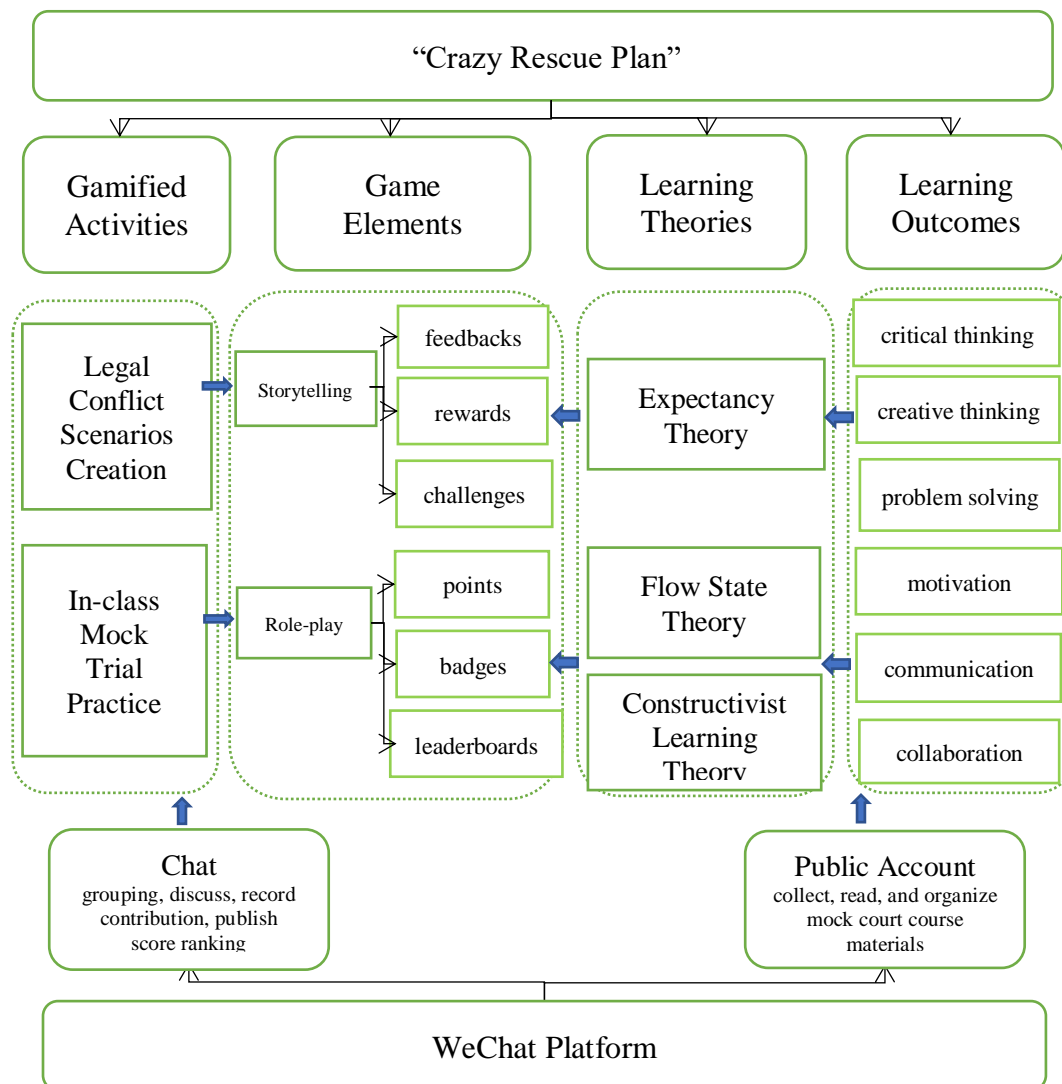 “Crazy Rescue Plan”
Gamified
Activities
Game
Elements
Learning
Theories
Learning
Outcomes
Legal
Conflict
Scenarios
Creation
In-class
Mock
Trial
Practice
Storytelling
feedbacks
rewards
challenges
Role-play
points
badges
leaderboards
Expectancy
Theory
Flow State
Theory
Constructivist
Learning
Theory
critical thinking
creative thinking
problem solving
motivation
communication
collaboration
Chat
grouping, discuss, record
contribution, publish
score ranking
Public Account
collect, read, and organize
mock court course
materials
WeChat Platform